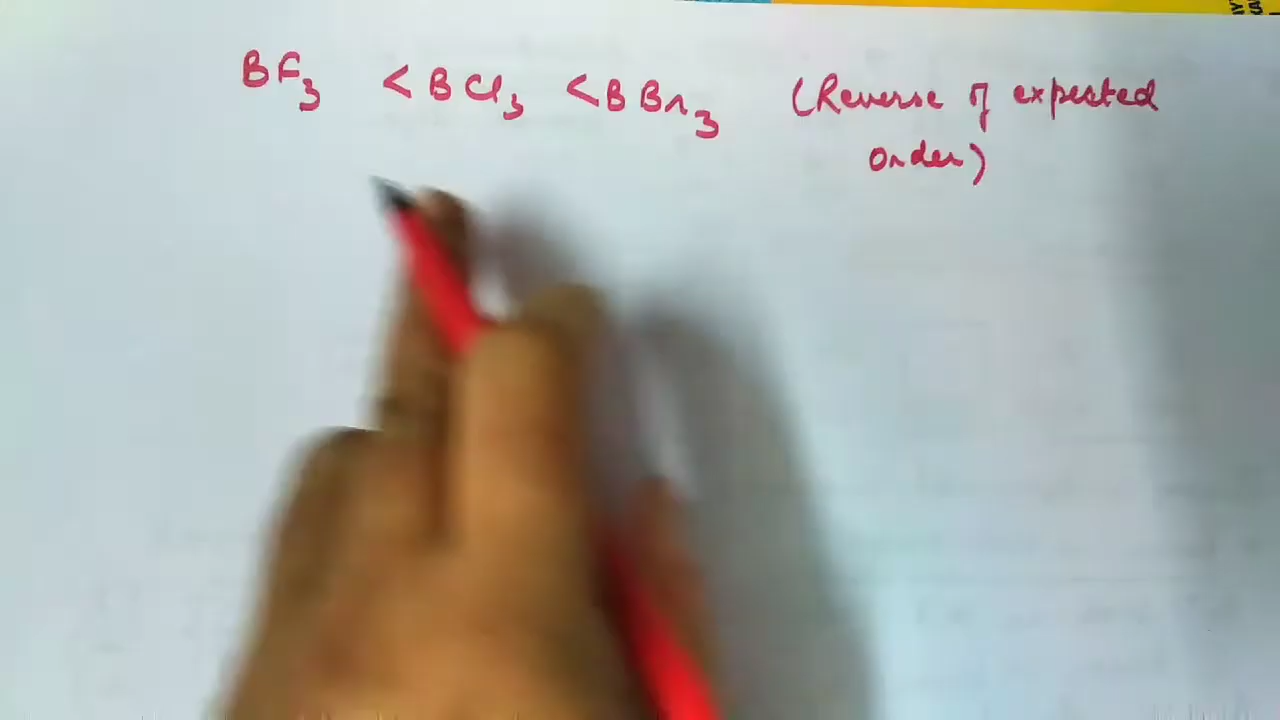 BF₃ < BCl₃ < BBr₃ (Reverse of expected
order)